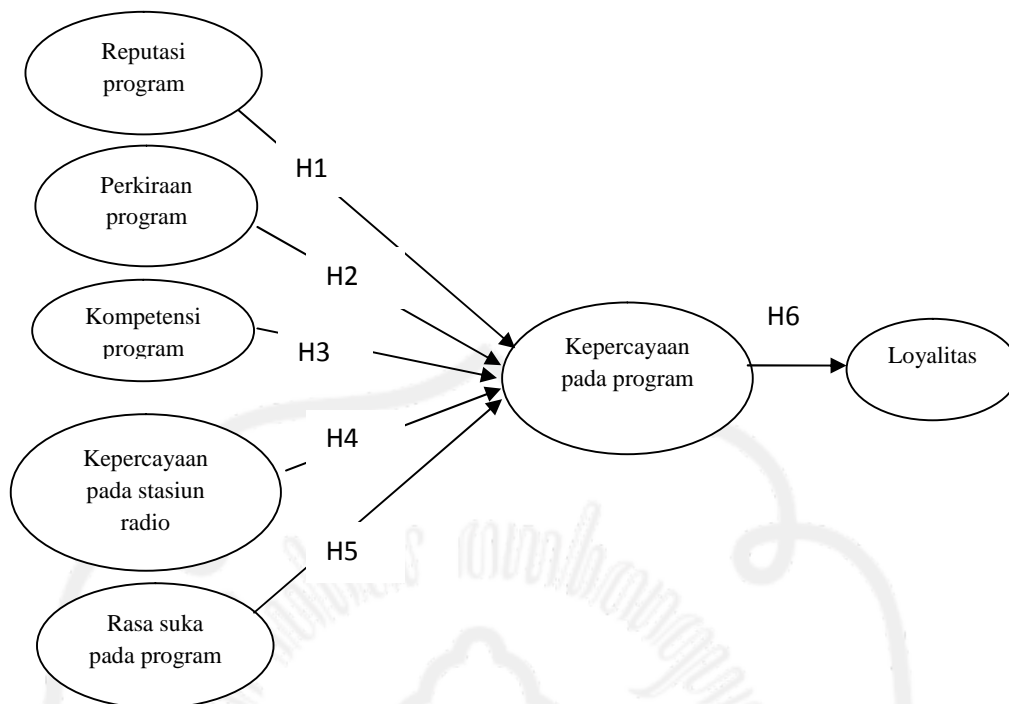 Reputasi
program
H1
Perkiraan
program
H2
Kompetensi
program
H3
Kepercayaan
pada program
H6
Loyalitas
Kepercayaan
pada stasiun
radio
H4
Rasa suka
pada program
H5